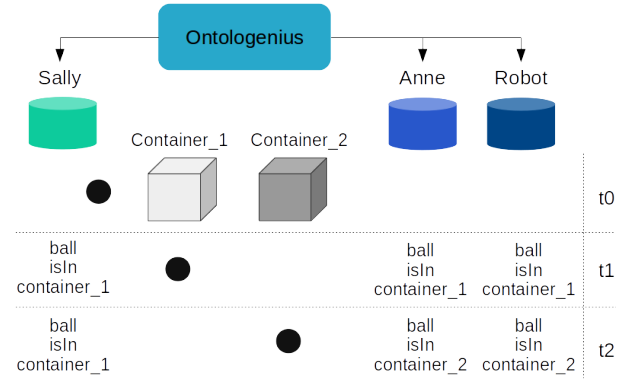 Ontologenius
Sally
Anne
Robot
Container_1
Container_2
t0
ball
isIn
container_1
ball
isIn
container_1
ball
isIn
container_1
t1
ball
isIn
container_1
ball
isIn
container_2
ball
isIn
container_2
t2